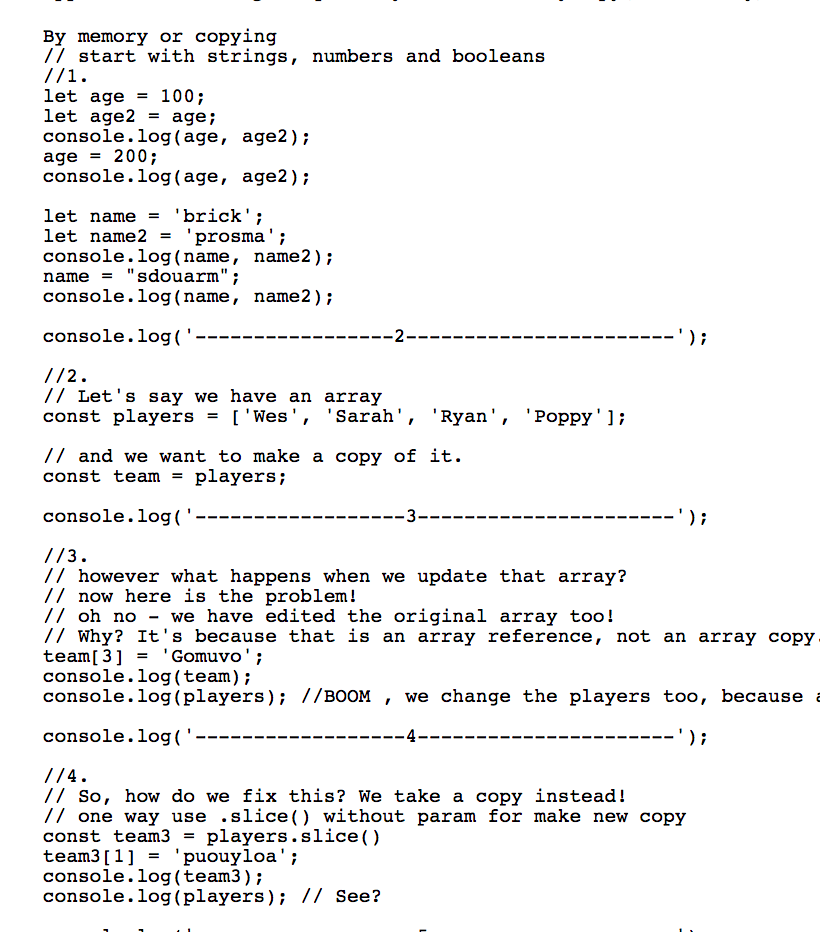 By memory or copying
// start with strings, numbers and booleans
//1.
let age = 100;
let age2 = age;
console.log(age, age2);
age = 200;
console.log(age, age2);
let name = 'brick';
let name2 = 'prosma';
console.log(name, name2);
name = "sdouarm";
console.log(name, name2);
console.log('-----------------2-----------------------');
//2.
// Let's say we have an array
const players = ['Wes', 'Sarah', 'Ryan', 'Poppy'];
// and we want to make a copy of it.
const team = players;
console.log('------------------3----------------------');
//3.
// however what happens when we update that array?
// now here is the problem!
// oh no - we have edited the original array too!
// Why? It's because that is an array reference, not an array copy.
team[3] = 'Gomuvo';
console.log(team);
console.log(players); //BOOM , we change the players too, because a
console.log('------------------4----------------------');
//4.
// So, how do we fix this? We take a copy instead!
// one way use .slice() without param for make new copy
const team3 = players.slice()
team3[1] = 'puouyloa';
console.log(team3);
console.log(players); // See?